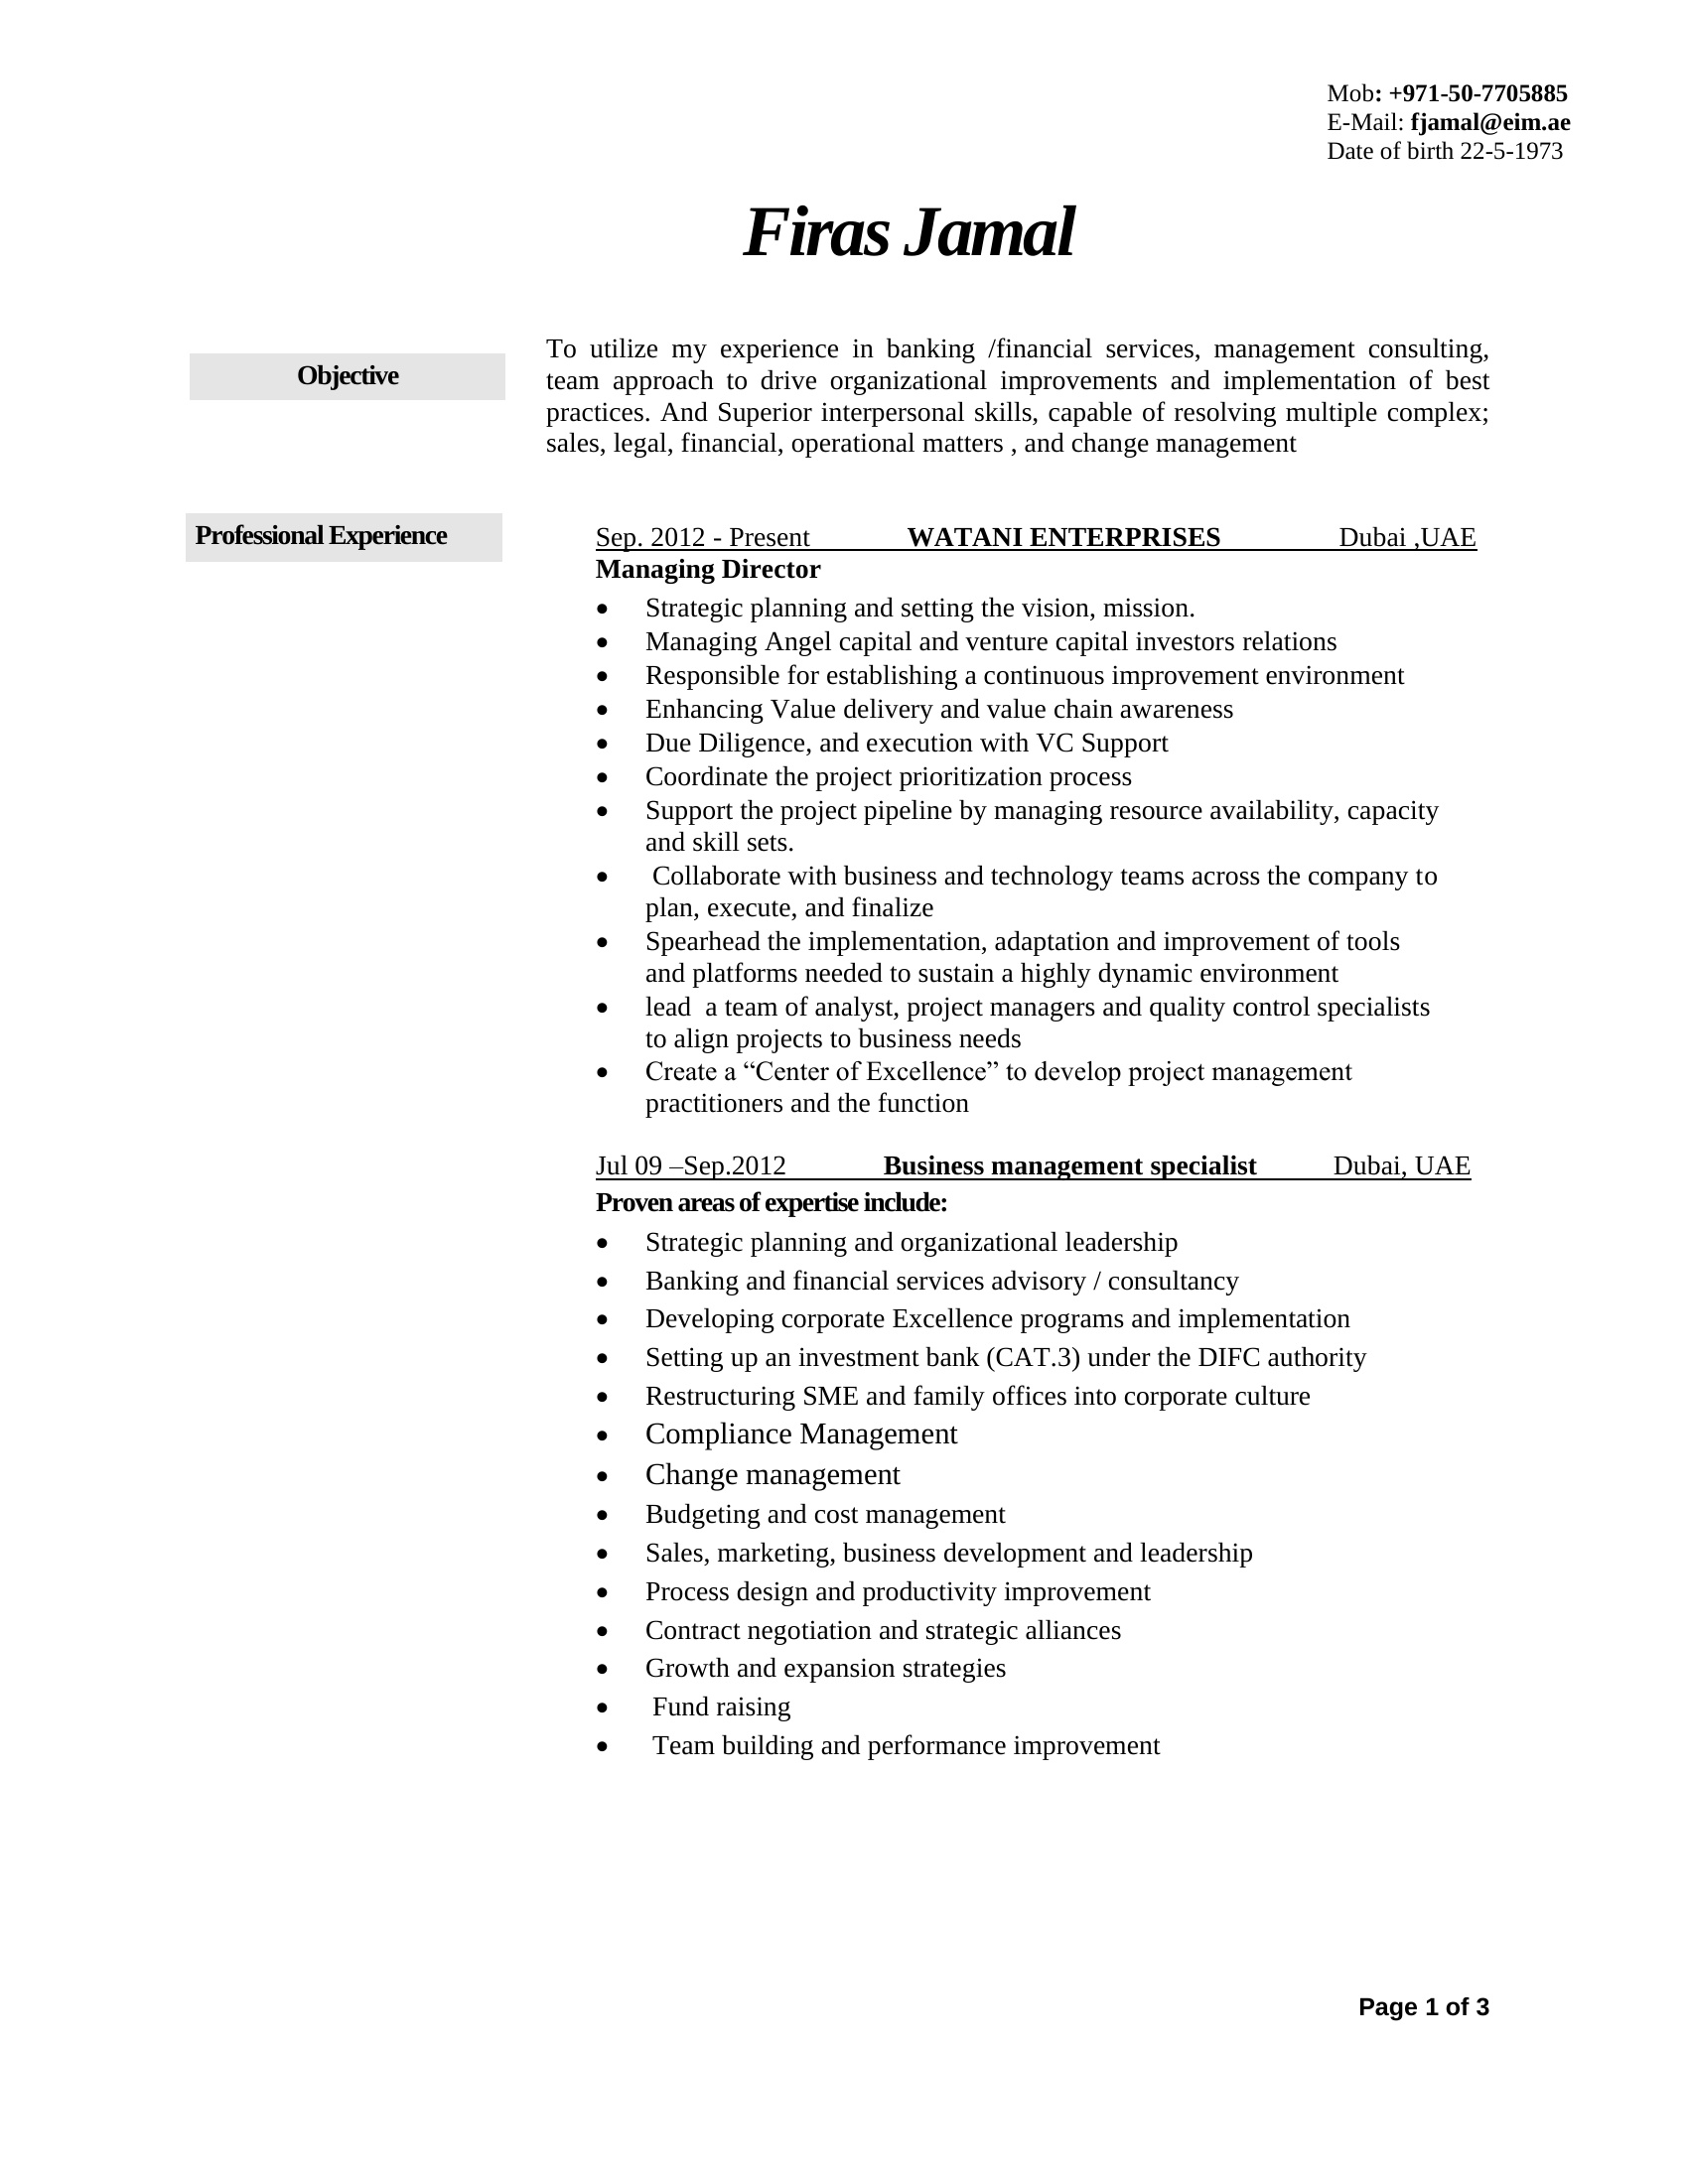 Mob: +971-50-7705885
E-Mail: fjamal@eim.ae
Date of birth 22-5-1973
Firas Jamal
Objective
To utilize my experience in banking /financial services, management consulting,
team approach to drive organizational improvements and implementation of best
practices. And Superior interpersonal skills, capable of resolving multiple complex;
sales, legal, financial, operational matters , and change management
Professional Experience
Sep. 2012 - Present WATANI ENTERPRISES Dubai ,UAE
Managing Director
• Strategic planning and setting the vision, mission.
• Managing Angel capital and venture capital investors relations
• Responsible for establishing a continuous improvement environment
• Enhancing Value delivery and value chain awareness
• Due Diligence, and execution with VC Support
• Coordinate the project prioritization process
• Support the project pipeline by managing resource availability, capacity
and skill sets.
• Collaborate with business and technology teams across the company to
plan, execute, and finalize
• Spearhead the implementation, adaptation and improvement of tools
and platforms needed to sustain a highly dynamic environment
• lead a team of analyst, project managers and quality control specialists
to align projects to business needs
• Create a “Center of Excellence” to develop project management
practitioners and the function
Jul 09 –Sep.2012 Business management specialist Dubai, UAE
Proven areas of expertise include:
• Strategic planning and organizational leadership
• Banking and financial services advisory / consultancy
• Developing corporate Excellence programs and implementation
• Setting up an investment bank (CAT.3) under the DIFC authority
• Restructuring SME and family offices into corporate culture
• Compliance Management
• Change management
• Budgeting and cost management
• Sales, marketing, business development and leadership
• Process design and productivity improvement
• Contract negotiation and strategic alliances
• Growth and expansion strategies
• Fund raising
• Team building and performance improvement
Page 1 of 3